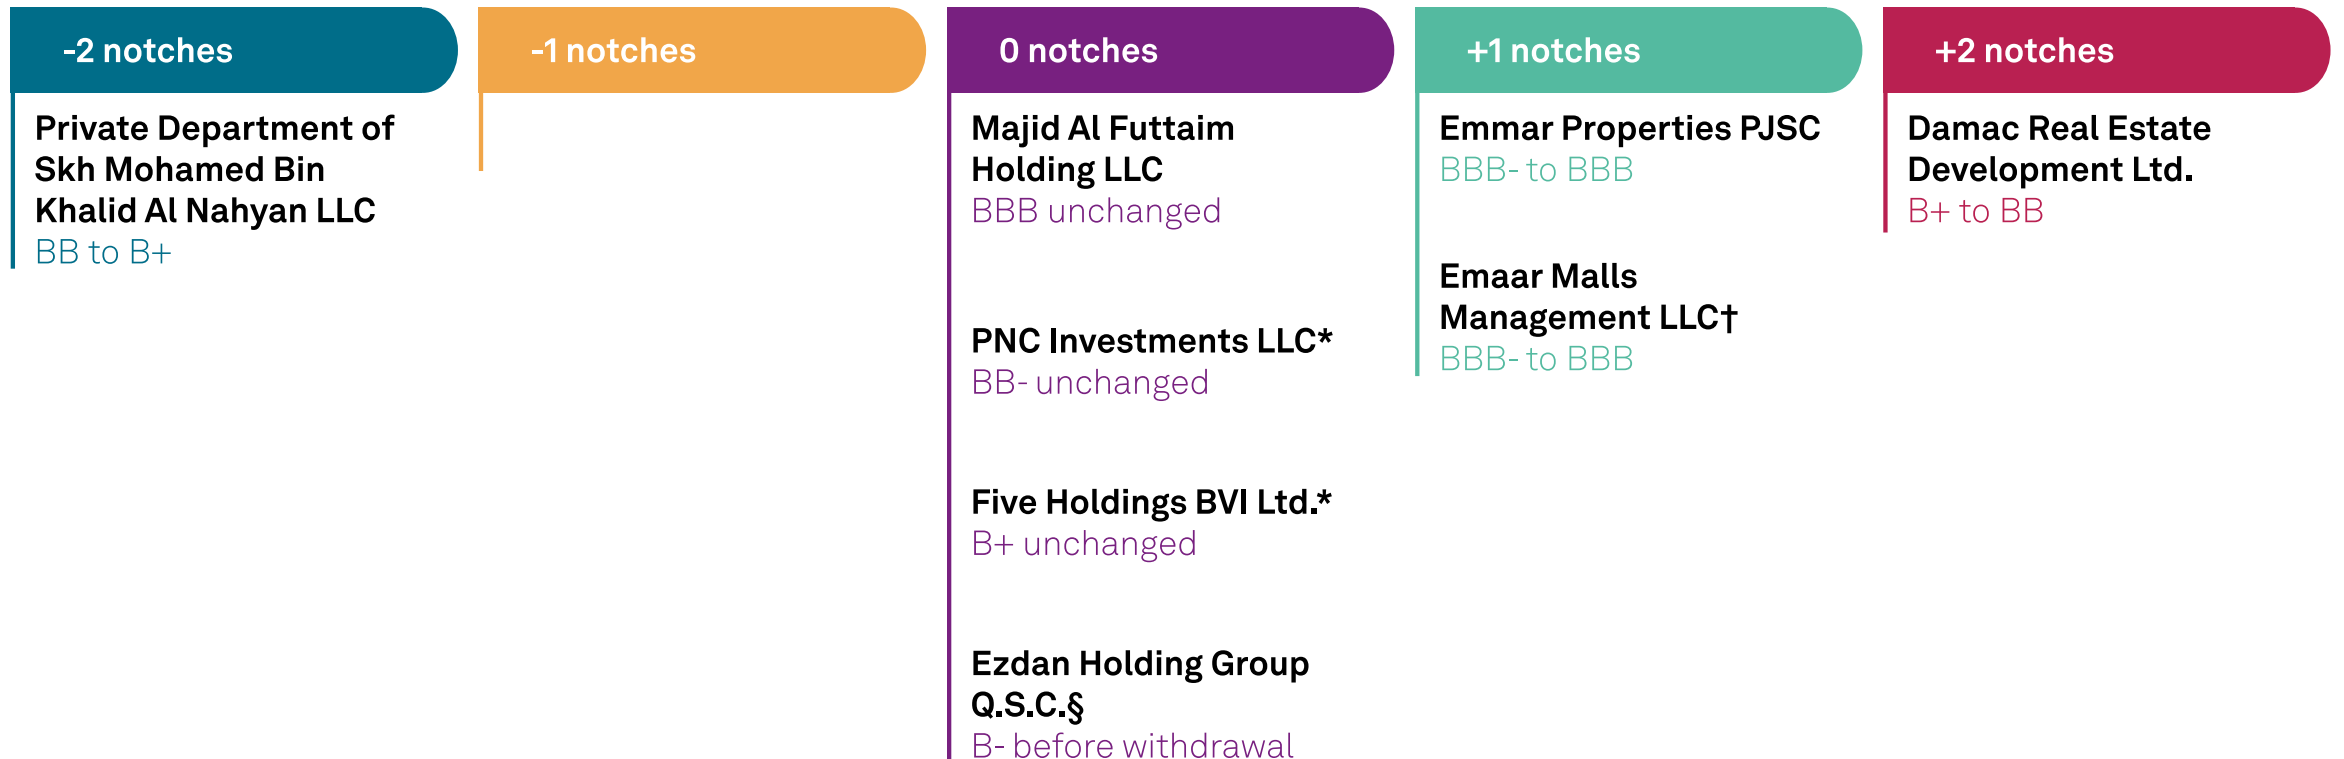 -2 notches
Private Department of
Skh Mohamed Bin
Khalid Al Nahyan LLC
BB to B+
-1 notches
0 notches
Majid Al Futtaim
Holding LLC
BBB unchanged
PNC Investments LLC*
BB- unchanged
Five Holdings BVI Ltd.*
B+ unchanged
Ezdan Holding Group
Q.S.C.§
B- before withdrawal
+1 notches
Emmar Properties PJSC
BBB- to BBB
Emaar Malls
Management LLC†
BBB- to BBB
+2 notches
Damac Real Estate
Development Ltd.
B+ to BB